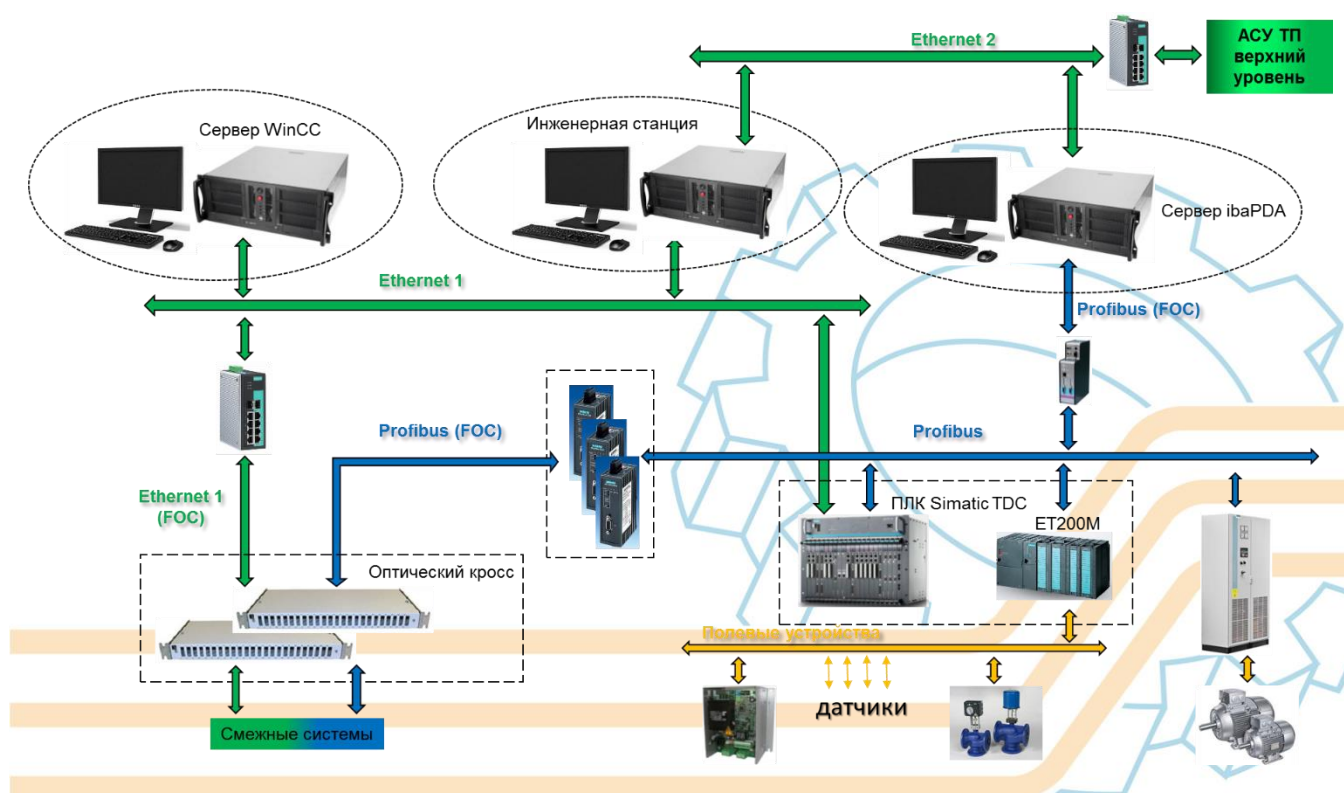 Ethernet 2
АСУ ТП
верхний
уровень
Сервер WinCC
Инженерная станция
Сервер ibaPDA
Ethernet 1
Profibus (FOC)
Profibus (FOC)
Profibus
Ethernet 1
(FOC)
ПЛК Simatic TDC
ET200M
Оптический кросс
Полевые устройства
датчики
Смежные системы